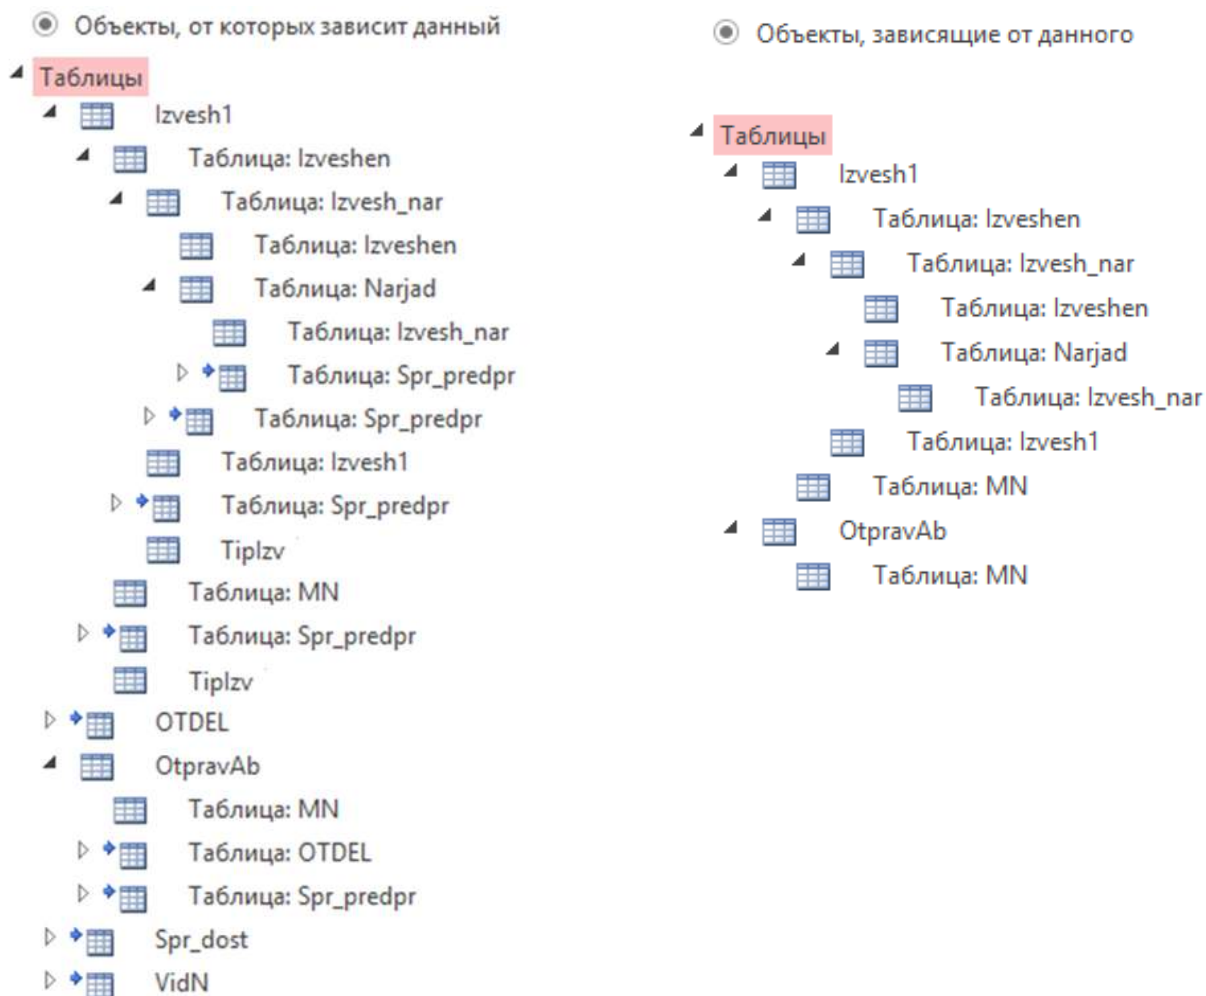 Объекты, от которых зависит данный
Таблицы
Izvesh1
Таблица: Izveshen
Таблица: Izvesh_nar
Таблица: Izveshen
Таблица: Narjad
Таблица: Izvesh_nar
Таблица: Spr_predpr
Таблица: Spr_predpr
Таблица: Izvesh1
Таблица: Spr_predpr
TipIzv
Таблица: MN
Таблица: Spr_predpr
TipIzv
OTDEL
OtpravAb
Таблица: MN
Таблица: OTDEL
Таблица: Spr_predpr
Spr_dost
VidN
Объекты, зависящие от данного
Таблицы
Izvesh1
Таблица: Izveshen
Таблица: Izvesh_nar
Таблица: Izveshen
Таблица: Narjad
Таблица: Izvesh_nar
Таблица: Izvesh1
Таблица: MN
OtpravAb
Таблица: MN